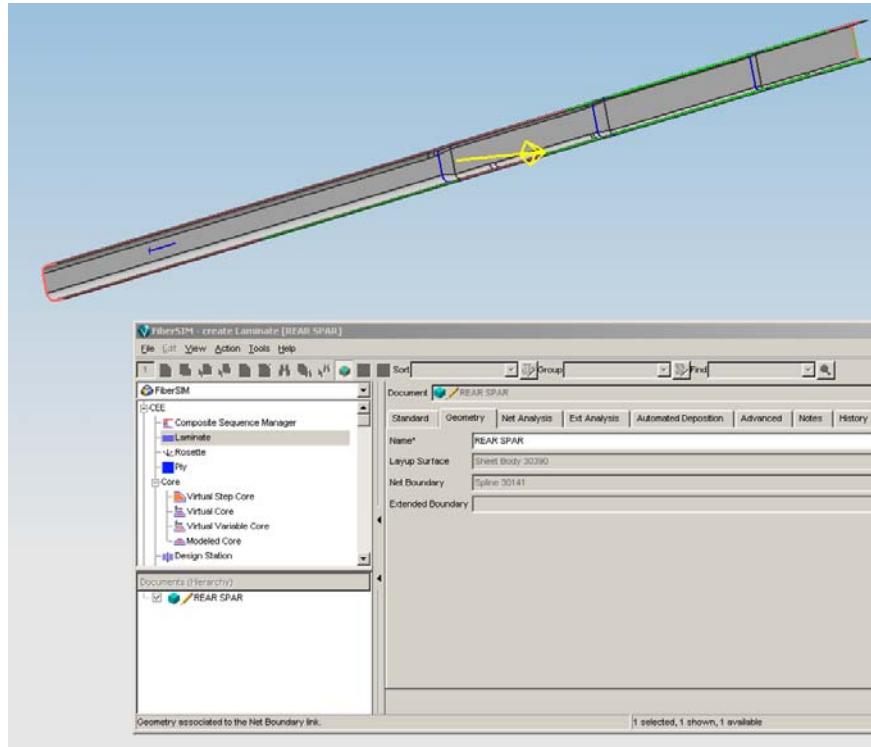 FiberSIM - create Laminate [REAR SPAR]
File Edit View Action Tools Help
1 Sort Group Find
FiberSIM
CEE
Composite Sequence Manager
Laminate
Rosette
Ply
Core
Virtual Step Core
Virtual Core
Virtual Variable Core
Modeled Core
Design Station
Documents (Hierarchy)
REAR SPAR
Document REAR SPAR
Standard Geometry Net Analysis Ext Analysis Automated Deposition Advanced Notes History
Name* REAR SPAR
Layup Surface Sheet Body 30390
Net Boundary Spline 30141
Extended Boundary
Geometry associated to the Net Boundary link. 1 selected, 1 shown, 1 available